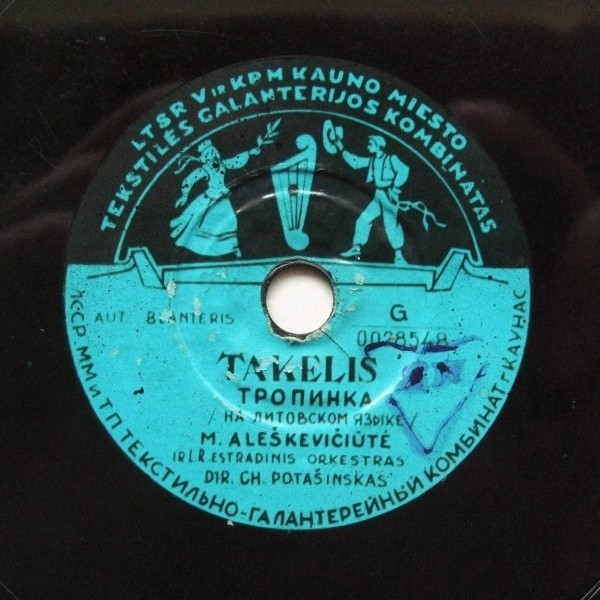 LTSR V ir KPM KAUNO MIESTO
TEKSTILĖS GALANTERIJOS KOMBINATAS
AUT. BLANTERIS
G
0028548
TAKELIS
ТРОПИНКА
/ НА ЛИТОВСКОМ ЯЗЫКЕ /
M. ALEŠKEVIČIŪTĖ
IR L.R. ESTRADINIS ORKESTRAS
DIR. CH. POTAŠINSKAS
ЛССР. ММ и ТП ТЕКСТИЛЬНО-ГАЛАНТЕРЕЙНЫЙ КОМБИНАТ г. КАУНАС